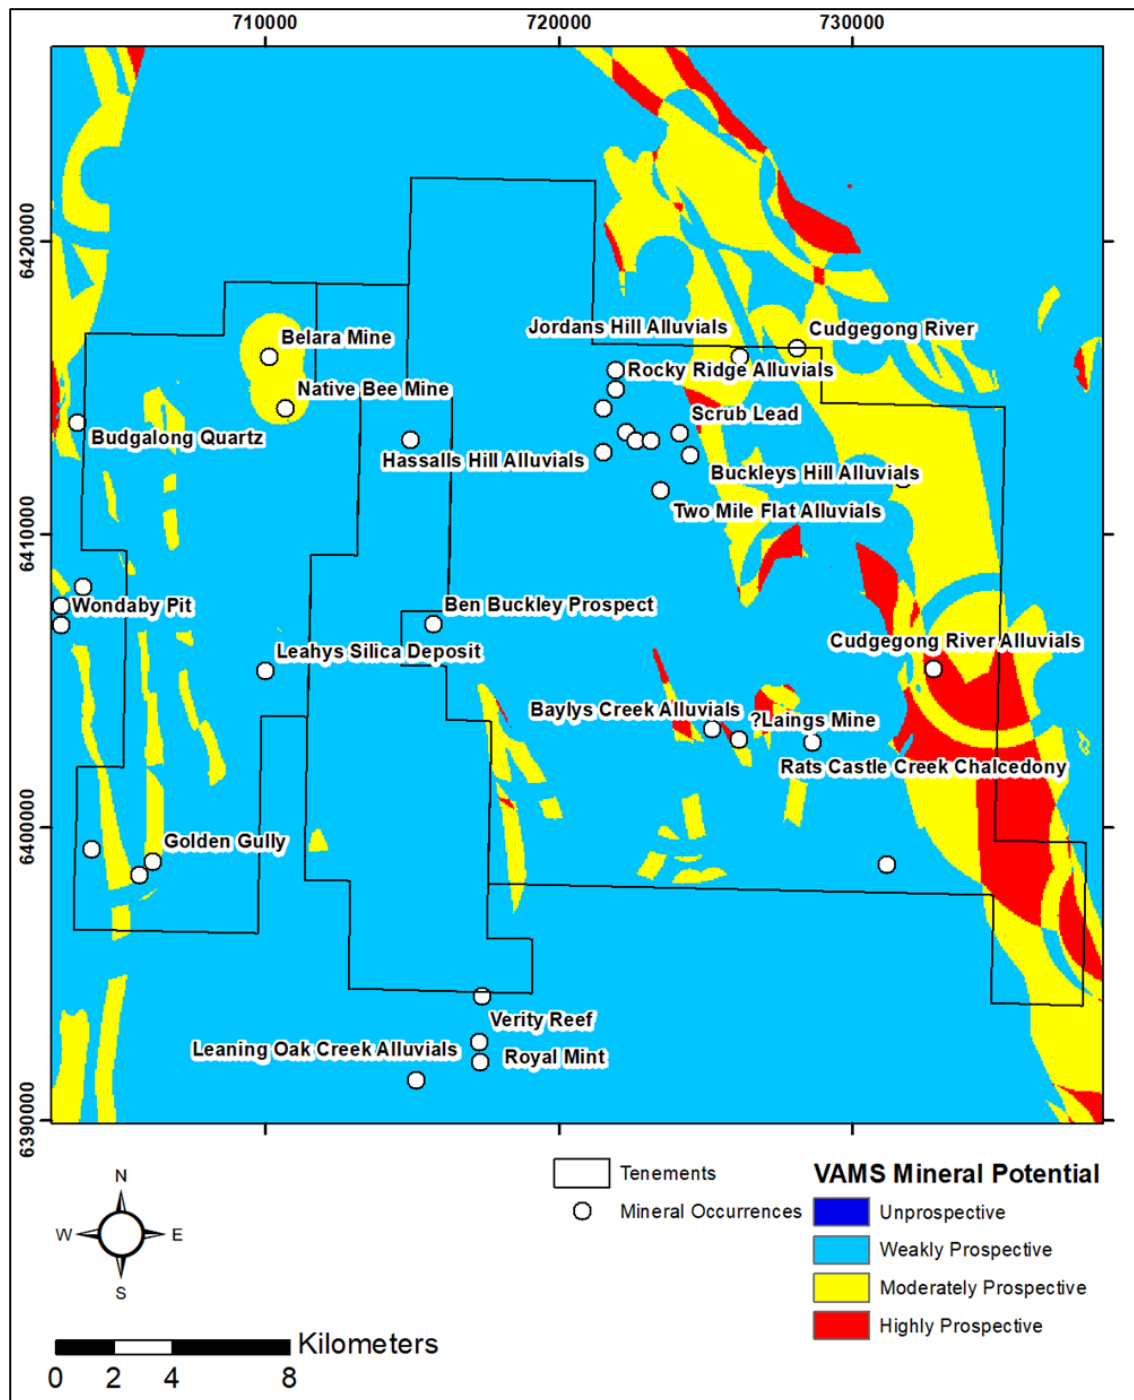 710000 720000 730000
6420000
6410000
6400000
6390000
Jordans Hill Alluvials
Cudgegong River
Belara Mine
Rocky Ridge Alluvials
Native Bee Mine
Scrub Lead
Budgalong Quartz
Hassalls Hill Alluvials
Buckleys Hill Alluvials
Two Mile Flat Alluvials
Wondaby Pit
Ben Buckley Prospect
Leahys Silica Deposit
Cudgegong River Alluvials
Baylys Creek Alluvials
?Laings Mine
Rats Castle Creek Chalcedony
Golden Gully
Verity Reef
Leaning Oak Creek Alluvials
Royal Mint
N
W E
S
Tenements
Mineral Occurrences
VAMS Mineral Potential
Unprospective
Weakly Prospective
Moderately Prospective
Highly Prospective
Kilometers
0 2 4 8